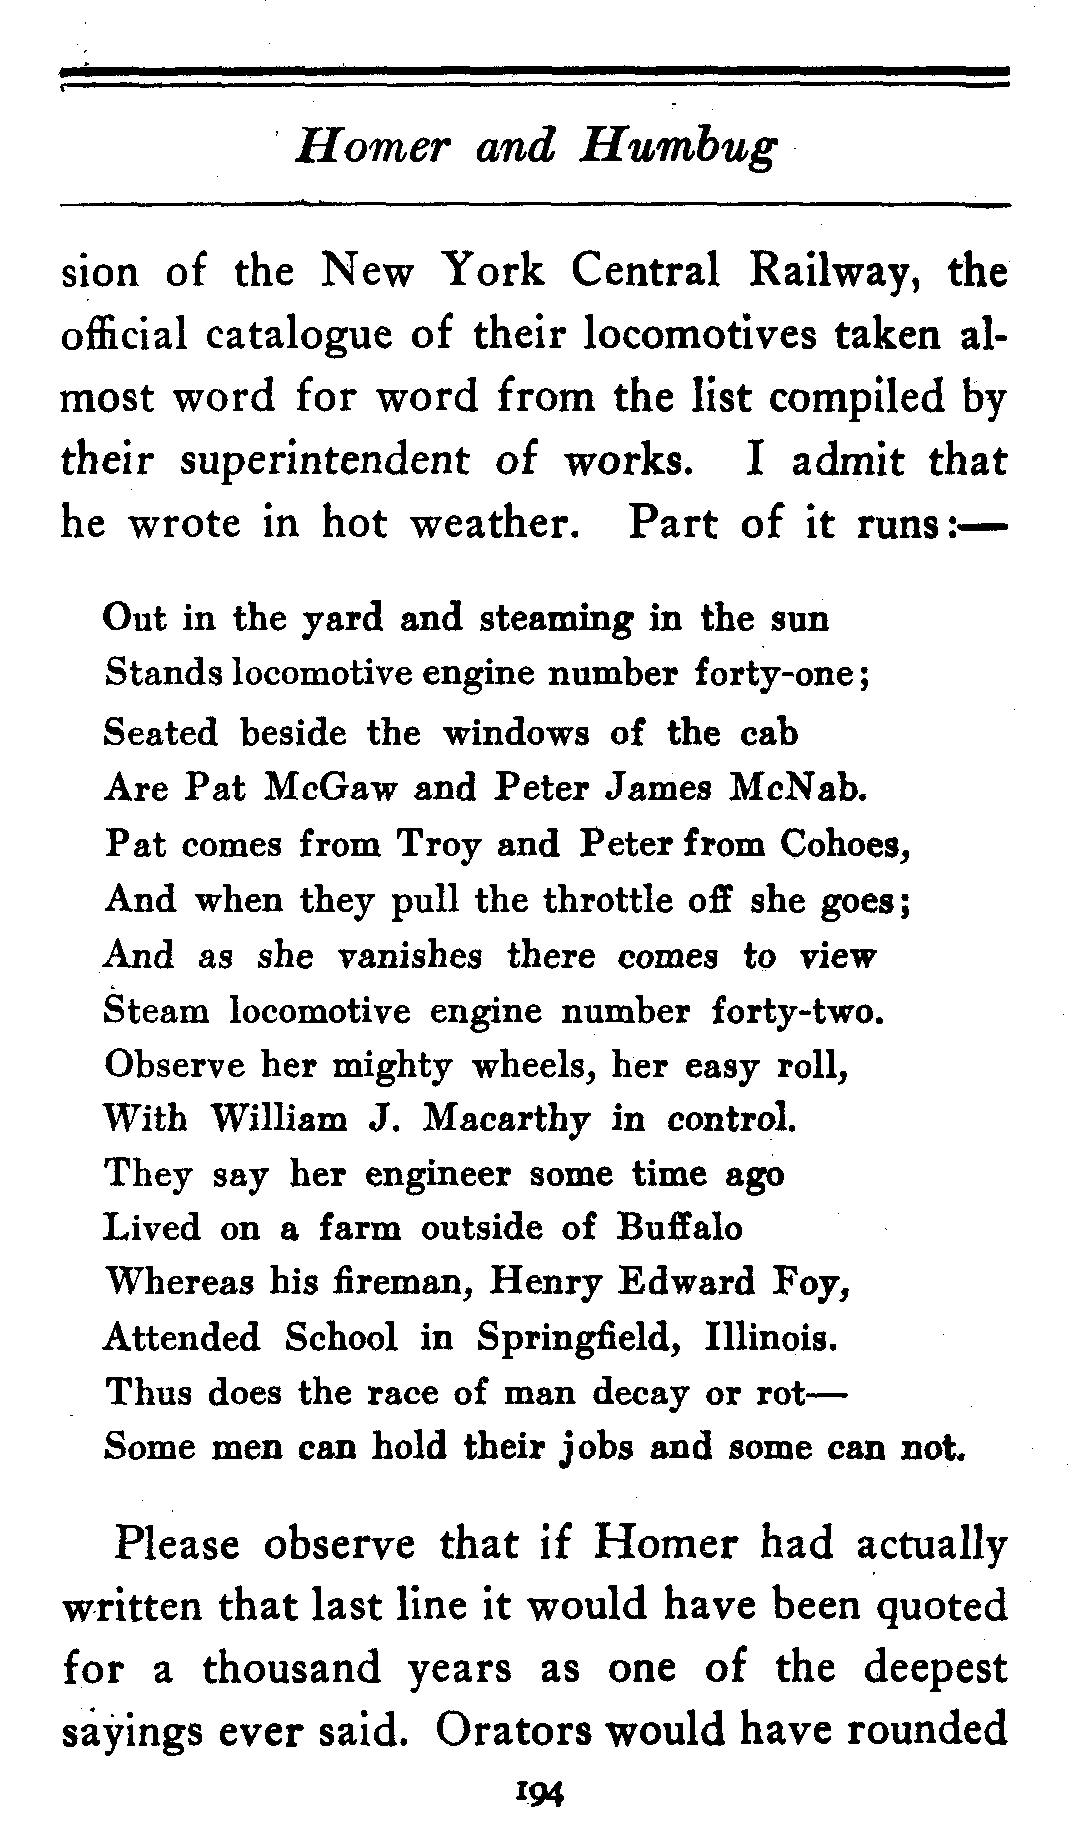 Homer and Humbug
sion of the New York Central Railway, the
official catalogue of their locomotives taken al-
most word for word from the list compiled by
their superintendent of works. I admit that
he wrote in hot weather. Part of it runs:—
Out in the yard and steaming in the sun
Stands locomotive engine number forty-one;
Seated beside the windows of the cab
Are Pat McGaw and Peter James McNab.
Pat comes from Troy and Peter from Cohoes,
And when they pull the throttle off she goes;
And as she vanishes there comes to view
Steam locomotive engine number forty-two.
Observe her mighty wheels, her easy roll,
With William J. Macarthy in control.
They say her engineer some time ago
Lived on a farm outside of Buffalo
Whereas his fireman, Henry Edward Foy,
Attended School in Springfield, Illinois.
Thus does the race of man decay or rot—
Some men can hold their jobs and some can not.
Please observe that if Homer had actually
written that last line it would have been quoted
for a thousand years as one of the deepest
sayings ever said. Orators would have rounded
194